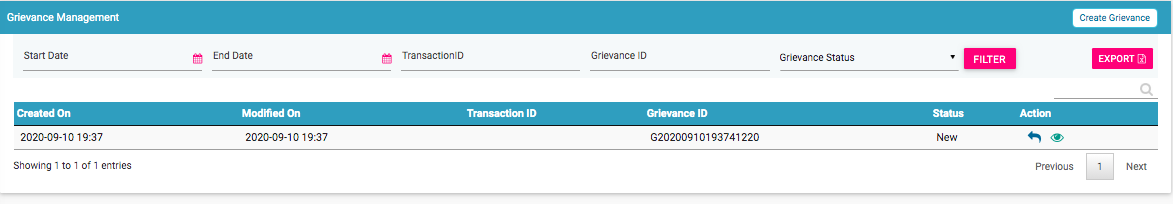 Grievance Management Create Grievance
Start Date End Date TransactionID Grievance ID Grievance Status FILTER EXPORT
Created On Modified On Transaction ID Grievance ID Status Action
2020-09-10 19:37 2020-09-10 19:37 G20200910193741220 New
Showing 1 to 1 of 1 entries Previous 1 Next